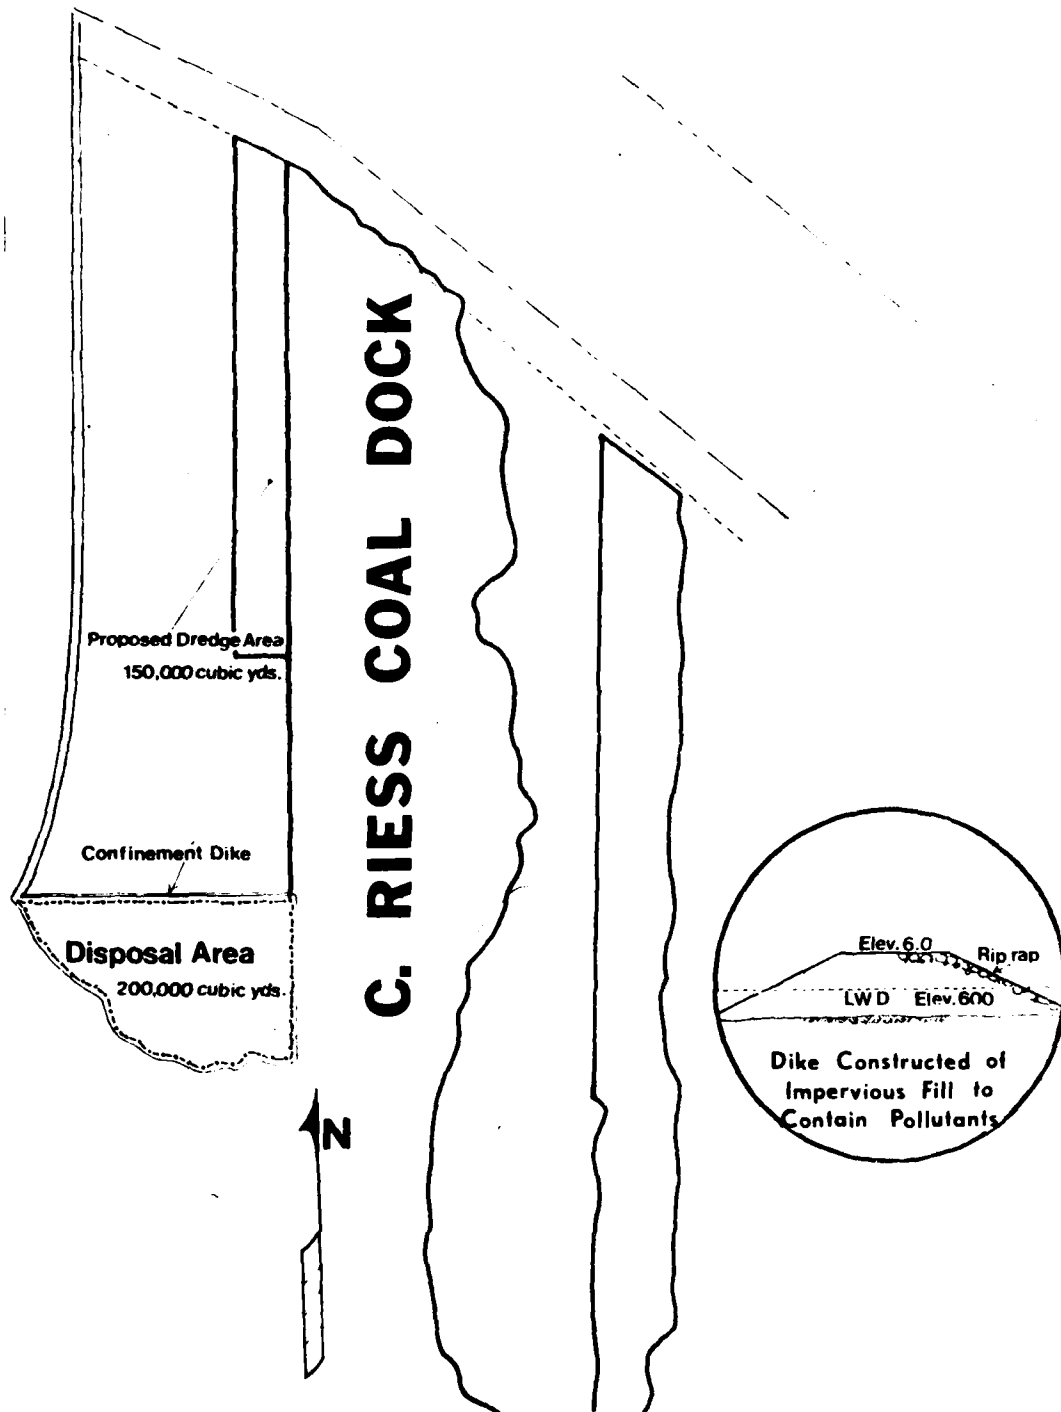 C. RIESS COAL DOCK
Proposed Dredge Area
150,000 cubic yds.
Confinement Dike
Disposal Area
200,000 cubic yds.
N
Elev. 6.0
Rip rap
LWD Elev. 600
Dike Constructed of
Impervious Fill to
Contain Pollutants